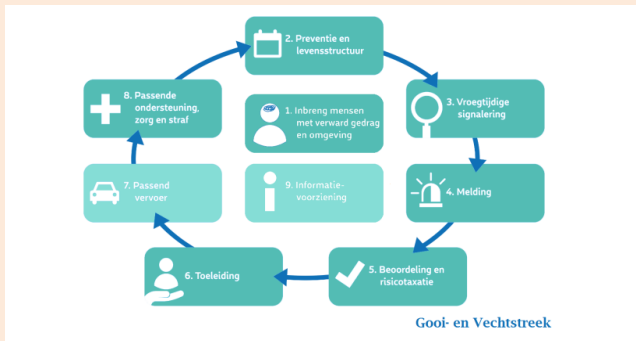 2. Preventie en
levensstructuur
8. Passende
ondersteuning,
zorg en straf
1. Inbreng mensen
met verward gedrag
en omgeving
3. Vroegtijdige
signalering
7. Passend
vervoer
9. Informatie-
voorziening
4. Melding
6. Toeleiding
5. Beoordeling en
risicotaxatie
Gooi- en Vechtstreek